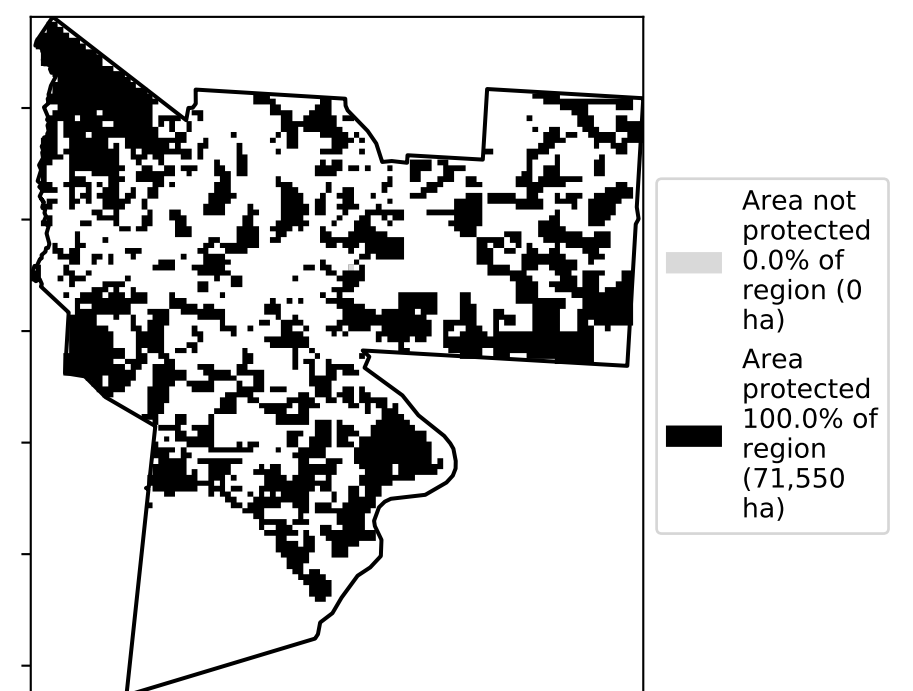 Area not
protected
0.0% of
region (0
ha)
Area
protected
100.0% of
region
(71,550
ha)